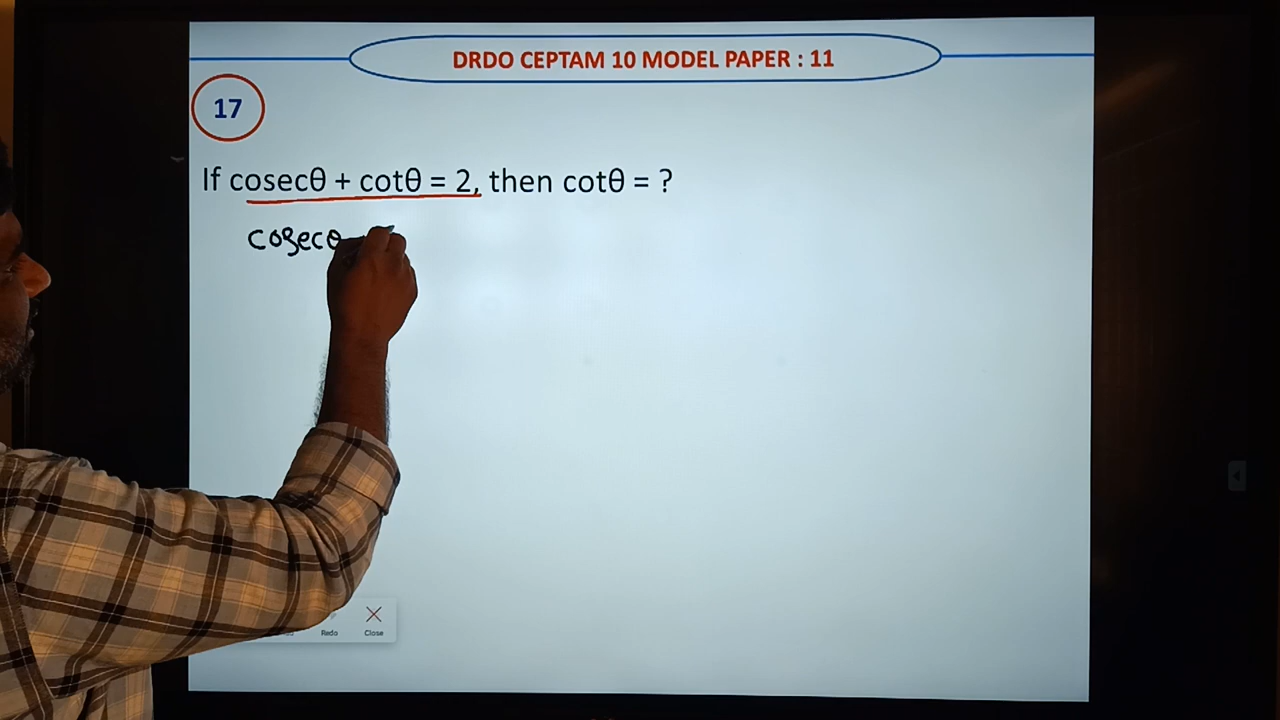 DRDO CEPTAM 10 MODEL PAPER : 11
17
If cosecθ + cotθ = 2, then cotθ = ?
cosecθ
Redo
Close